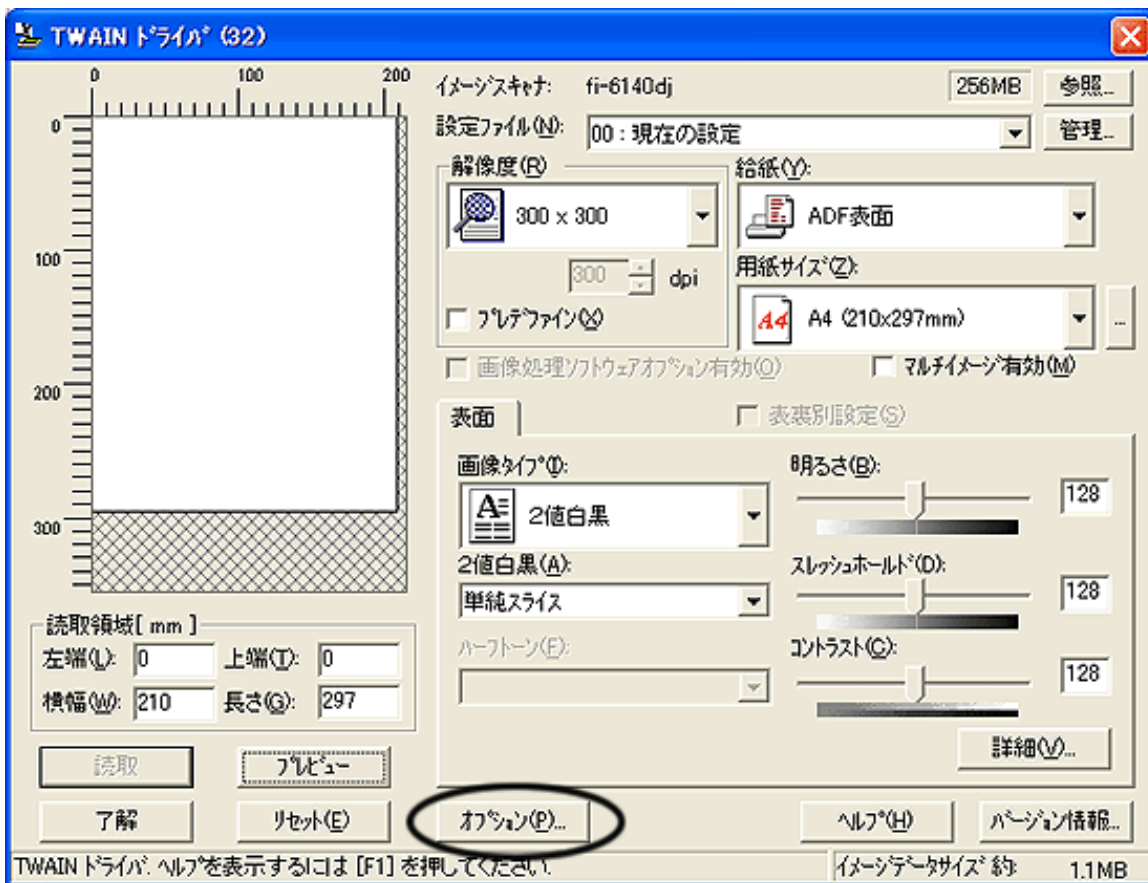 TWAIN ﾄﾞﾗｲﾊﾞ (32)
0 100 200
0
100
200
300
ｲﾒｰｼﾞｽｷｬﾅ: fi-6140dj 256MB 参照...
設定ﾌｧｲﾙ(N): 00 : 現在の設定 管理...
解像度(R)
300 x 300
300 dpi
ﾌﾟﾚﾃﾞﾌｧｲﾝ(X)
給紙(Y):
ADF表面
用紙ｻｲｽﾞ(Z):
A4 A4 (210x297mm) ...
画像処理ｿﾌﾄｳｪｱｵﾌﾟｼｮﾝ有効(O) ﾏﾙﾁｲﾒｰｼﾞ有効(M)
表面 表裏別設定(S)
画像ﾀｲﾌﾟ(I):
A 2値白黒
2値白黒(A):
単純ｽﾗｲｽ
ﾊｰﾌﾄｰﾝ(F):
明るさ(B):
128
ｽﾚｯｼｭﾎｰﾙﾄﾞ(D):
128
ｺﾝﾄﾗｽﾄ(C):
128
詳細(V)...
読取領域[ mm ]
左端(L): 0 上端(T): 0
横幅(W): 210 長さ(G): 297
読取 ﾌﾟﾚﾋﾞｭｰ
了解 ﾘｾｯﾄ(E) ｵﾌﾟｼｮﾝ(P)... ﾍﾙﾌﾟ(H) ﾊﾞｰｼﾞｮﾝ情報...
TWAIN ﾄﾞﾗｲﾊﾞ. ﾍﾙﾌﾟを表示するには [F1] を押してください. ｲﾒｰｼﾞﾃﾞｰﾀｻｲｽﾞ 約: 1.1MB